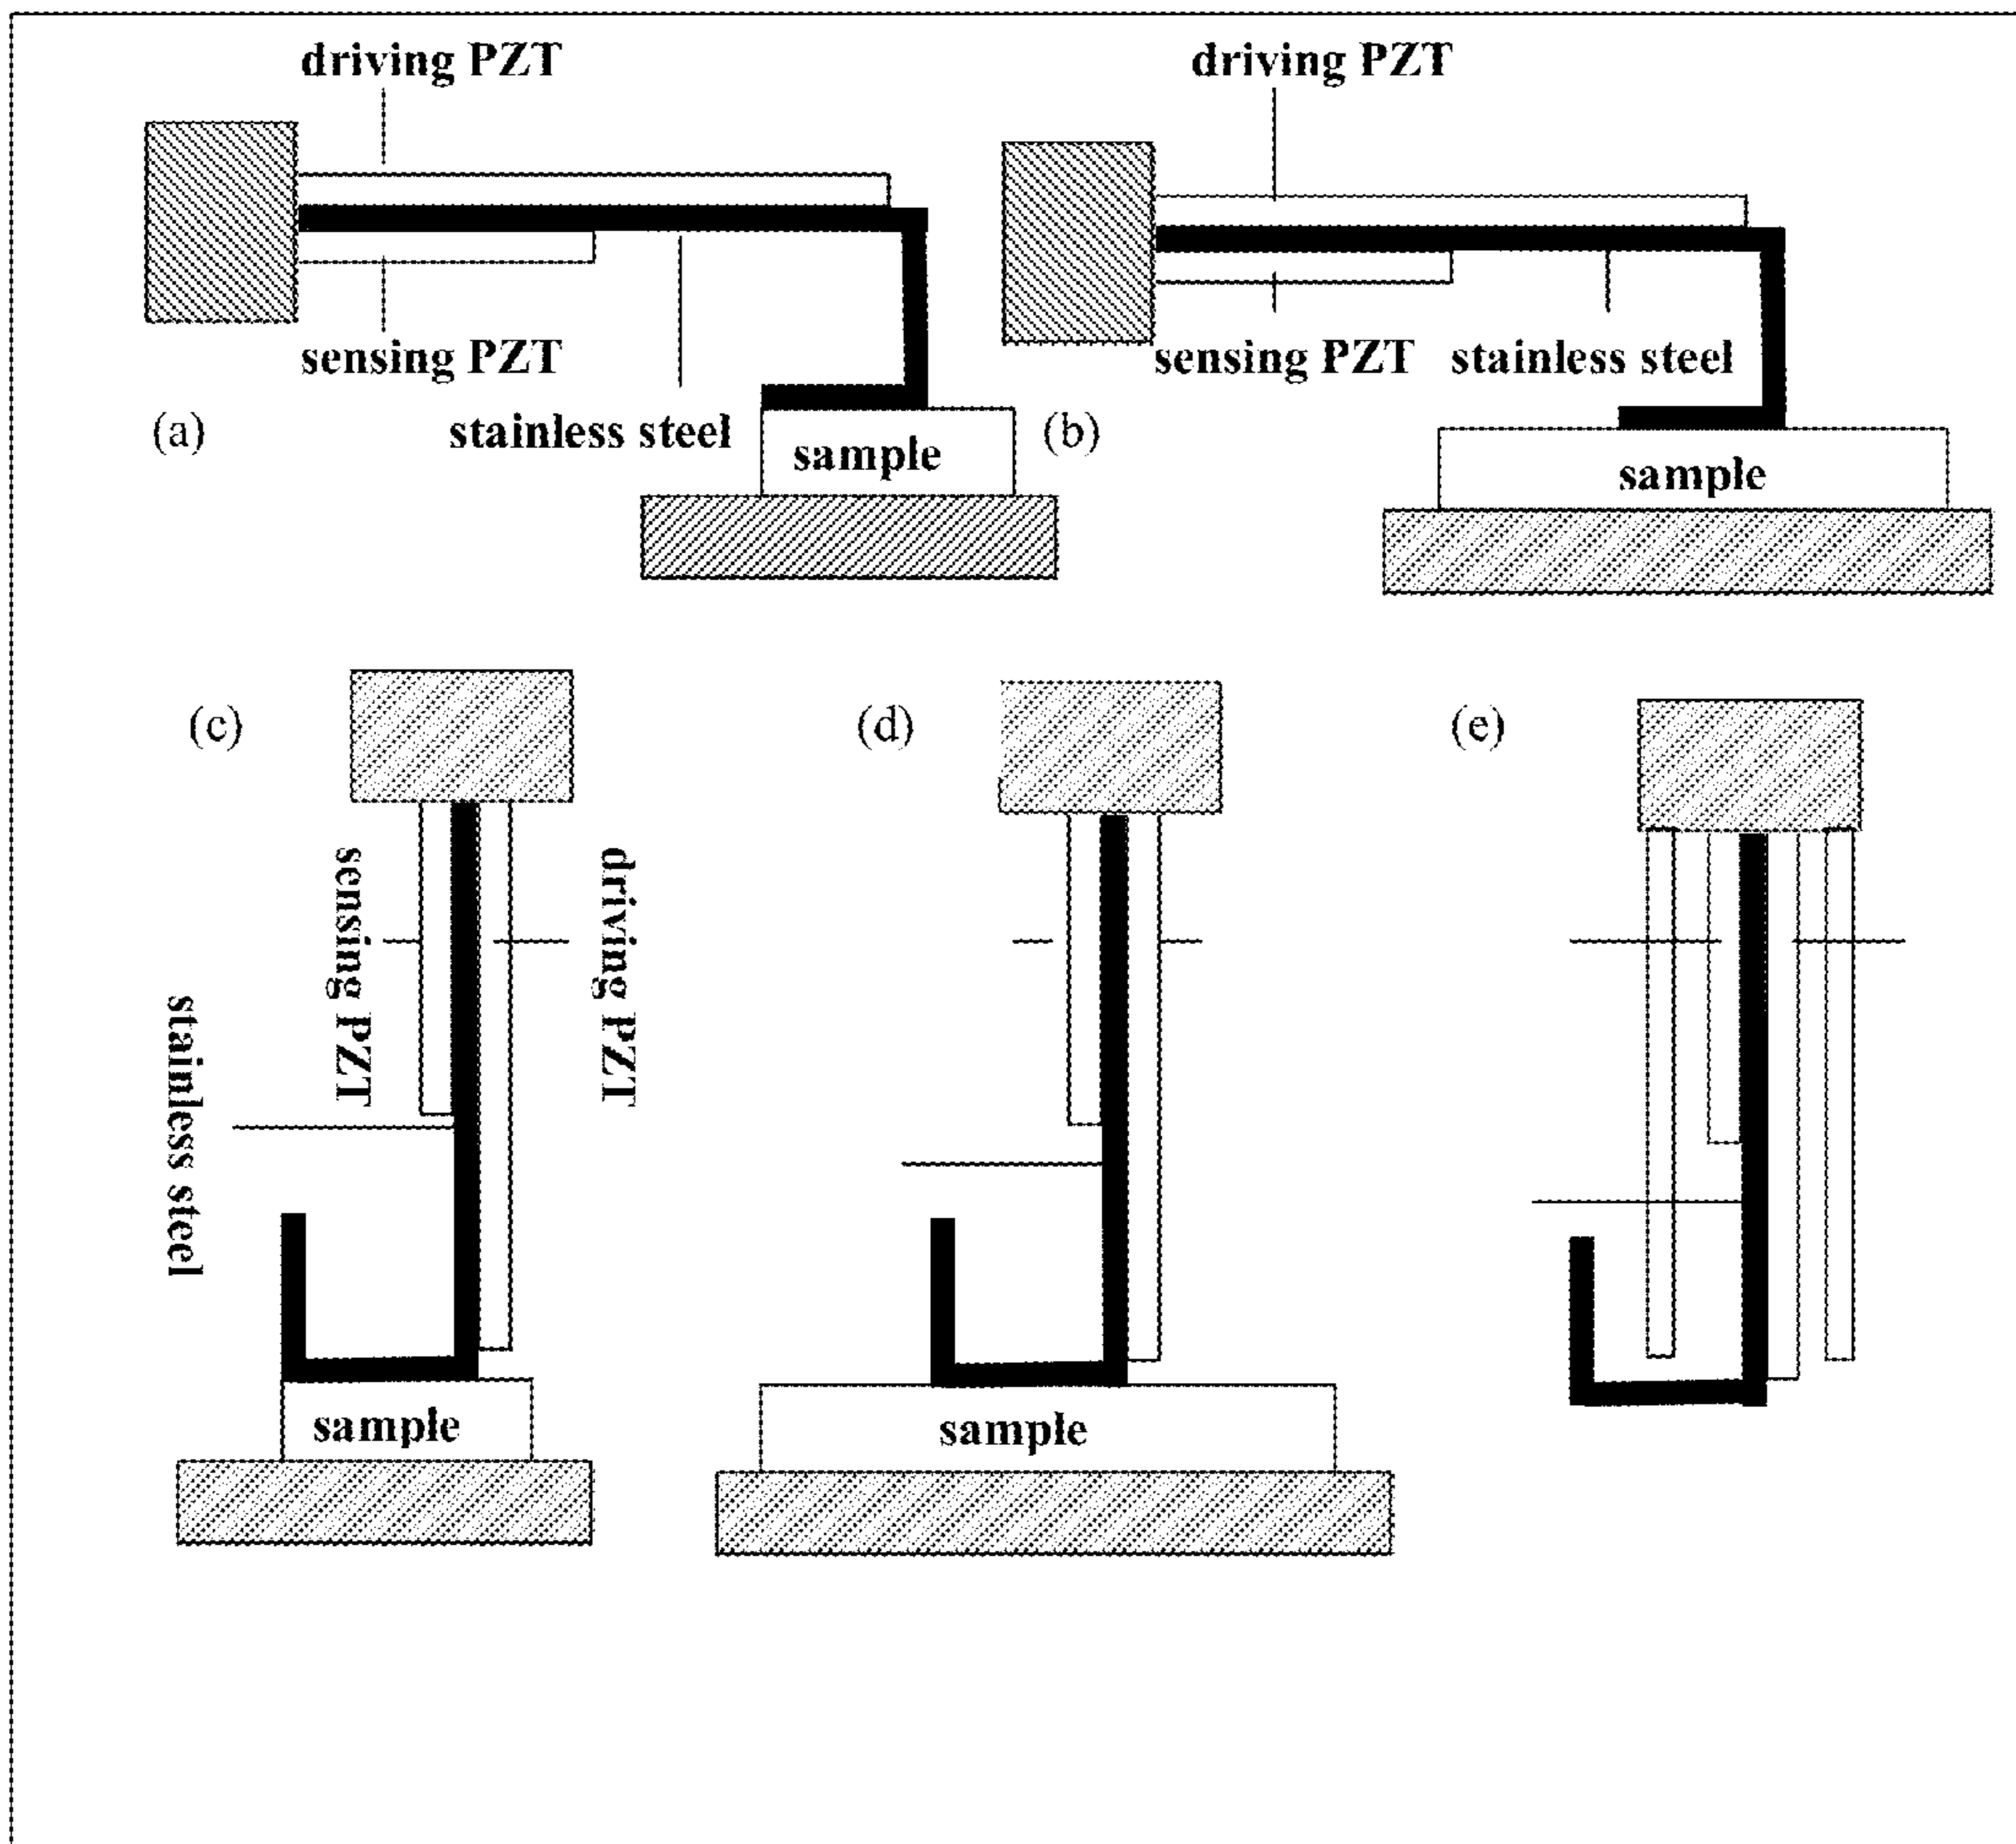 driving PZT
driving PZT
sensing PZT
sensing PZT
stainless steel
(a)
stainless steel
(b)
sample
sample
(c)
(d)
(e)
sensing PZT
driving PZT
stainless steel
sample
sample